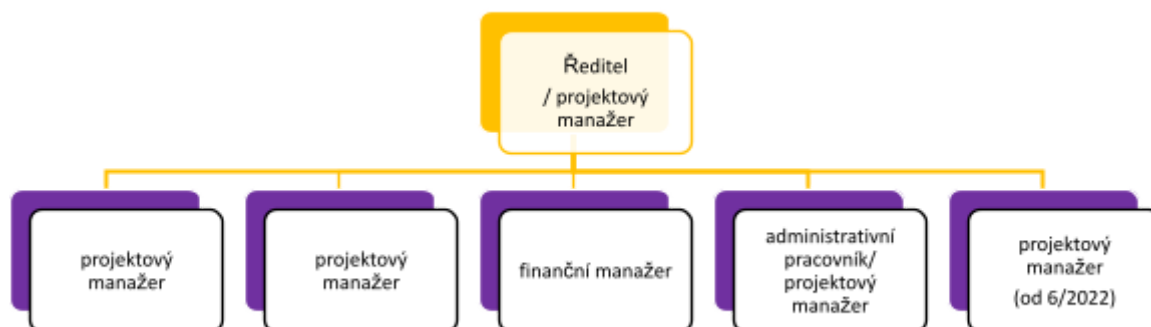 Ředitel
/ projektový
manažer
projektový
manažer
projektový
manažer
finanční manažer
administrativní
pracovník/
projektový
manažer
projektový
manažer
(od 6/2022)